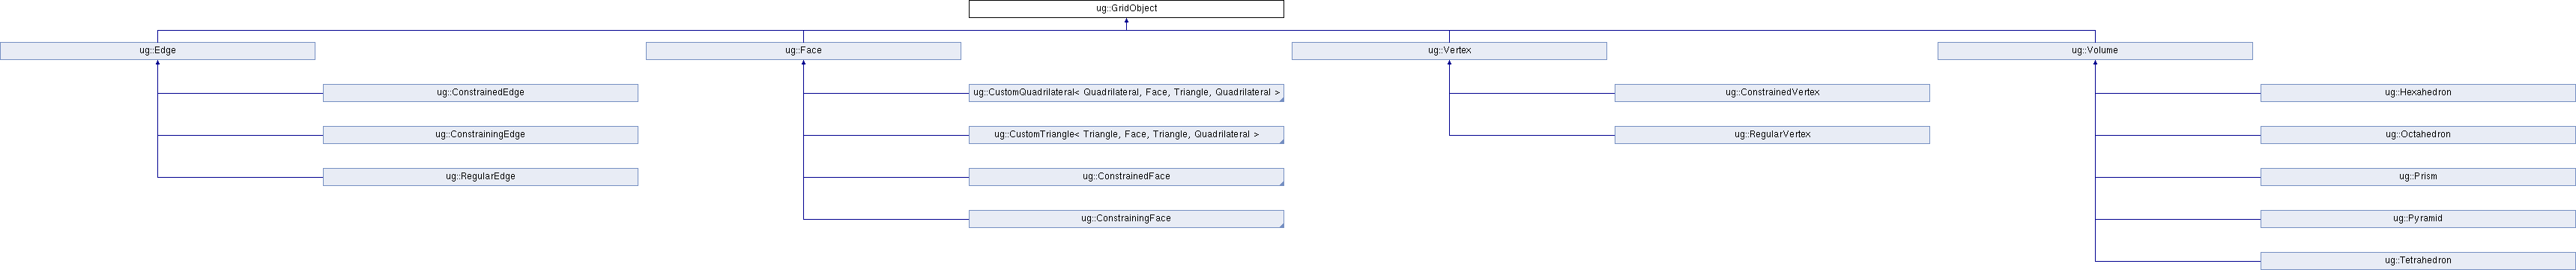 ug::GridObject
ug::Edge
ug::Face
ug::Vertex
ug::Volume
ug::ConstrainedEdge
ug::CustomQuadrilateral< Quadrilateral, Face, Triangle, Quadrilateral >
ug::ConstrainedVertex
ug::Hexahedron
ug::ConstrainingEdge
ug::CustomTriangle< Triangle, Face, Triangle, Quadrilateral >
ug::RegularVertex
ug::Octahedron
ug::RegularEdge
ug::ConstrainedFace
ug::Prism
ug::ConstrainingFace
ug::Pyramid
ug::Tetrahedron